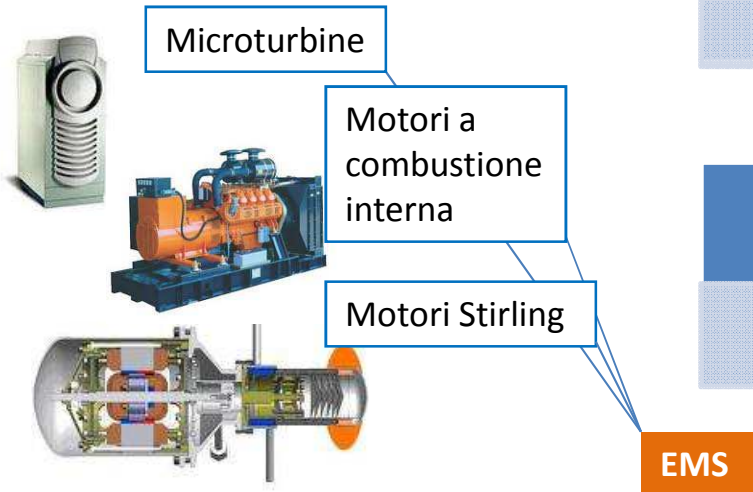 Microturbine
Motori a
combustione
interna
Motori Stirling
EMS